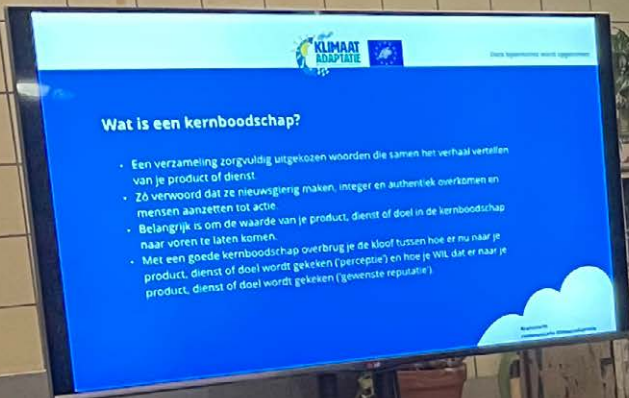 KLIMAAT
ADAPTATIE
Deze bijeenkomst wordt opgenomen
Wat is een kernboodschap?
• Een verzameling zorgvuldig uitgekozen woorden die samen het verhaal vertellen
van je product of dienst.
• Zó verwoord dat ze nieuwsgierig maken, integer en authentiek overkomen en
mensen aanzetten tot actie.
• Belangrijk is om de waarde van je product, dienst of doel in de kernboodschap
naar voren te laten komen.
• Met een goede kernboodschap overbrug je de kloof tussen hoe er nu naar je
product, dienst of doel wordt gekeken ('perceptie') en hoe je WIL dat er naar je
product, dienst of doel wordt gekeken ('gewenste reputatie').